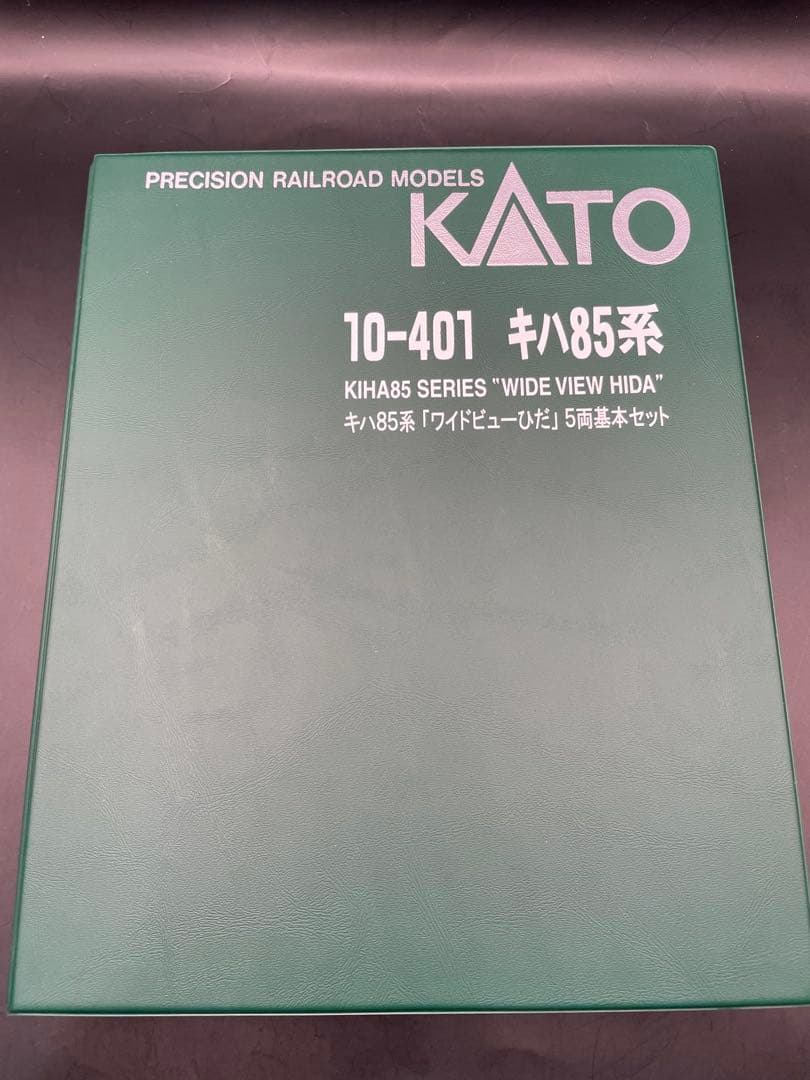 PRECISION RAILROAD MODELS
KATO
10-401 キハ85系
KIHA85 SERIES "WIDE VIEW HIDA"
キハ85系「ワイドビューひだ」5両基本セット